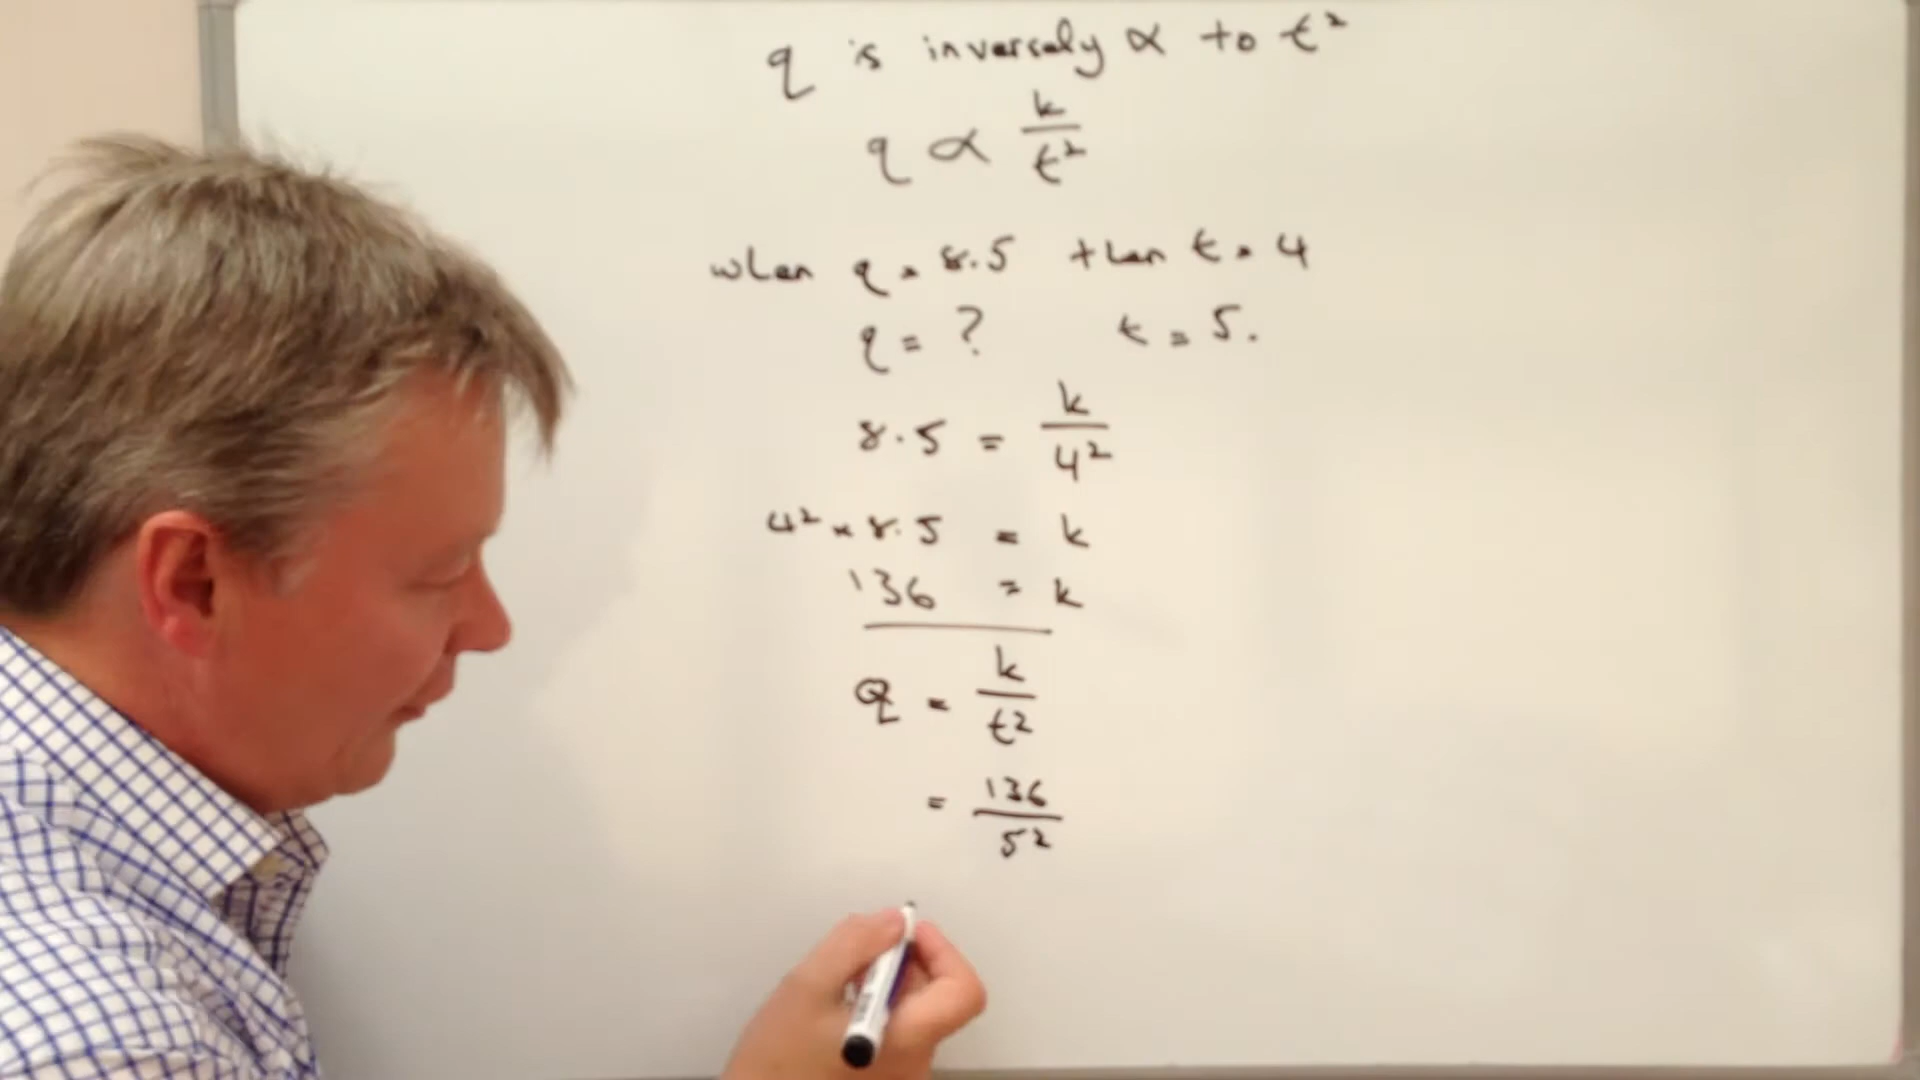 q is inversely ∝ to t²
q ∝ k/t²
when q = 8.5 then t = 4
q = ? t = 5.
8.5 = k/4²
4² × 8.5 = k
136 = k
Q = k/t²
= 136/5²